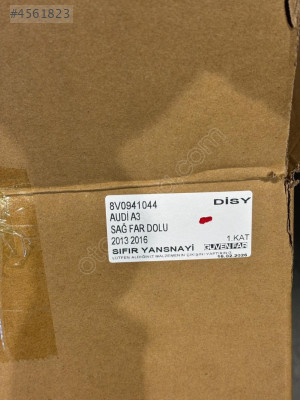 #4561823
DİSY
8V0941044
AUDİ A3
SAĞ FAR DOLU
2013 2016
1.KAT
SIFIR YANSNAYİ
GÜVEN FAR